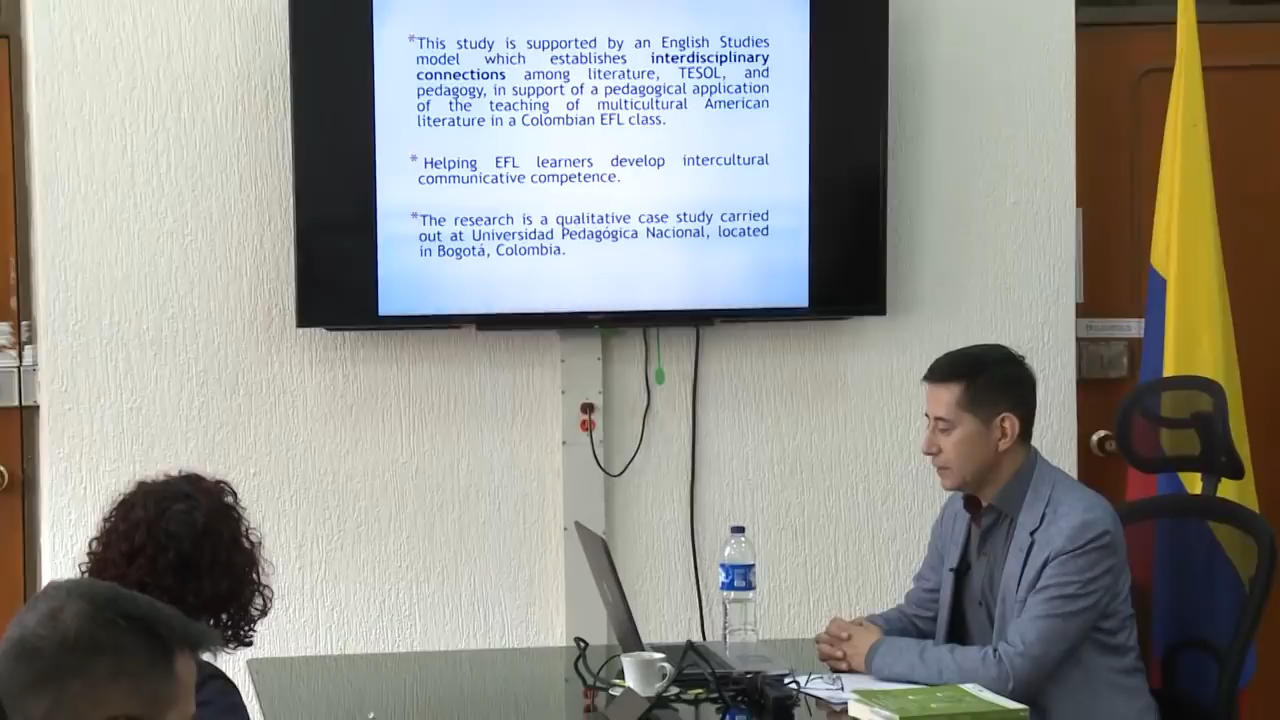 *This study is supported by an English Studies
model which establishes interdisciplinary
connections among literature, TESOL, and
pedagogy, in support of a pedagogical application
of the teaching of multicultural American
literature in a Colombian EFL class.
* Helping EFL learners develop intercultural
communicative competence.
*The research is a qualitative case study carried
out at Universidad Pedagógica Nacional, located
in Bogotá, Colombia.